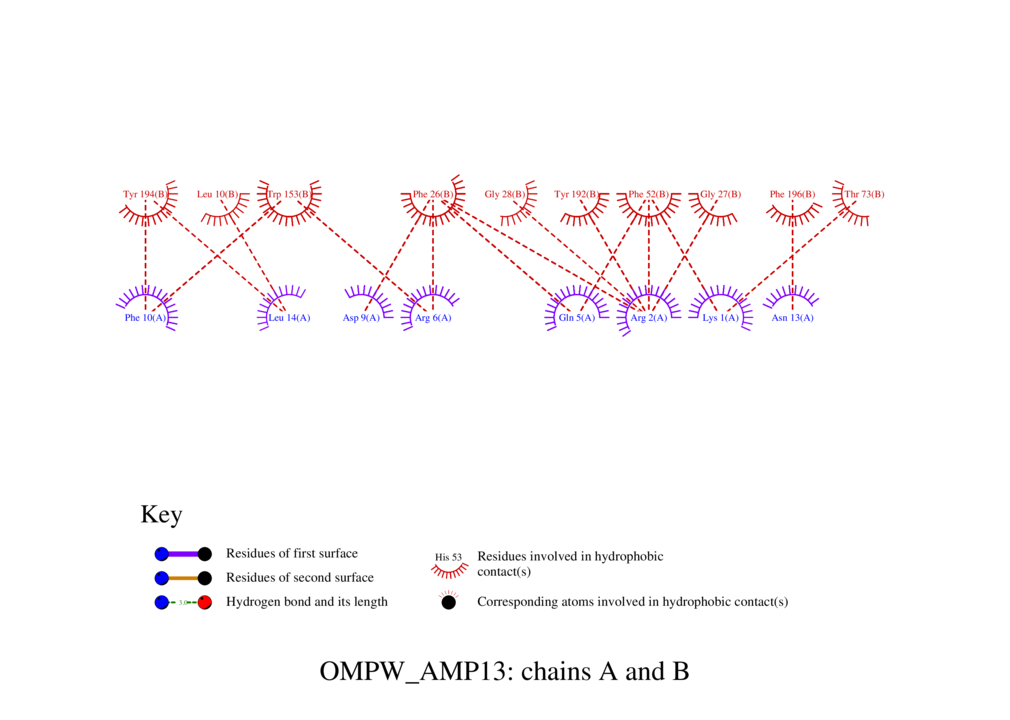 Tyr 194(B) Leu 10(B) Trp 153(B) Phe 26(B) Gly 28(B) Tyr 192(B) Phe 52(B) Gly 27(B) Phe 196(B) Thr 73(B)
Phe 10(A) Leu 14(A) Asp 9(A) Arg 6(A) Gln 5(A) Arg 2(A) Lys 1(A) Asn 13(A)
Key
Residues of first surface
Residues of second surface
3.0
Hydrogen bond and its length
His 53
Residues involved in hydrophobic
contact(s)
Corresponding atoms involved in hydrophobic contact(s)
OMPW_AMP13: chains A and B